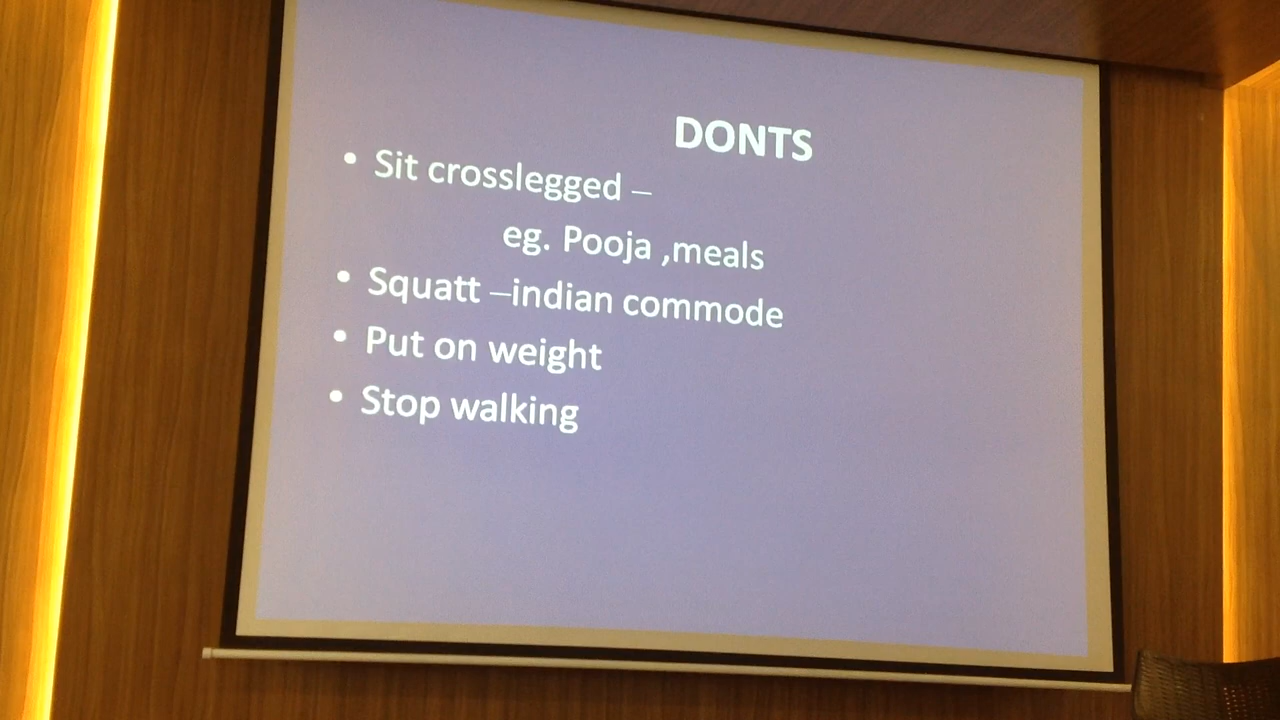 DONTS
• Sit crosslegged –
eg. Pooja ,meals
• Squatt –indian commode
• Put on weight
• Stop walking